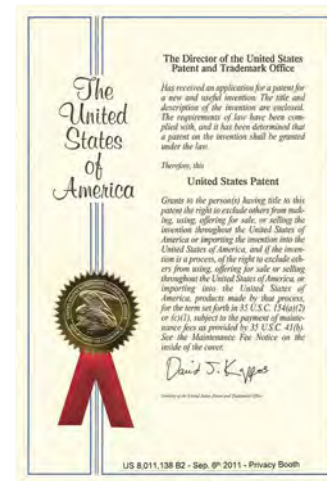 The
United
States
of
America
The Director of the United States
Patent and Trademark Office
Has received an application for a patent for
a new and useful invention. The title and
description of the invention are enclosed.
The requirements of law have been com-
plied with, and it has been determined that
a patent on the invention shall be granted
under the law.
Therefore, this
United States Patent
Grants to the person(s) having title to this
patent the right to exclude others from mak-
ing, using, offering for sale, or selling the
invention throughout the United States of
America or importing the invention into the
United States of America, and if the inven-
tion is a process, of the right to exclude oth-
ers from using, offering for sale or selling
throughout the United States of America, or
importing into the United States of
America, products made by that process,
for the term set forth in 35 U.S.C. 154(a)(2)
or (c)(1), subject to the payment of mainte-
nance fees as provided by 35 U.S.C. 41(b).
See the Maintenance Fee Notice on the
inside of the cover.
David J. Kappos
Director of the United States Patent and Trademark Office
US 8,011,138 B2 - Sep. 6th 2011 - Privacy Booth